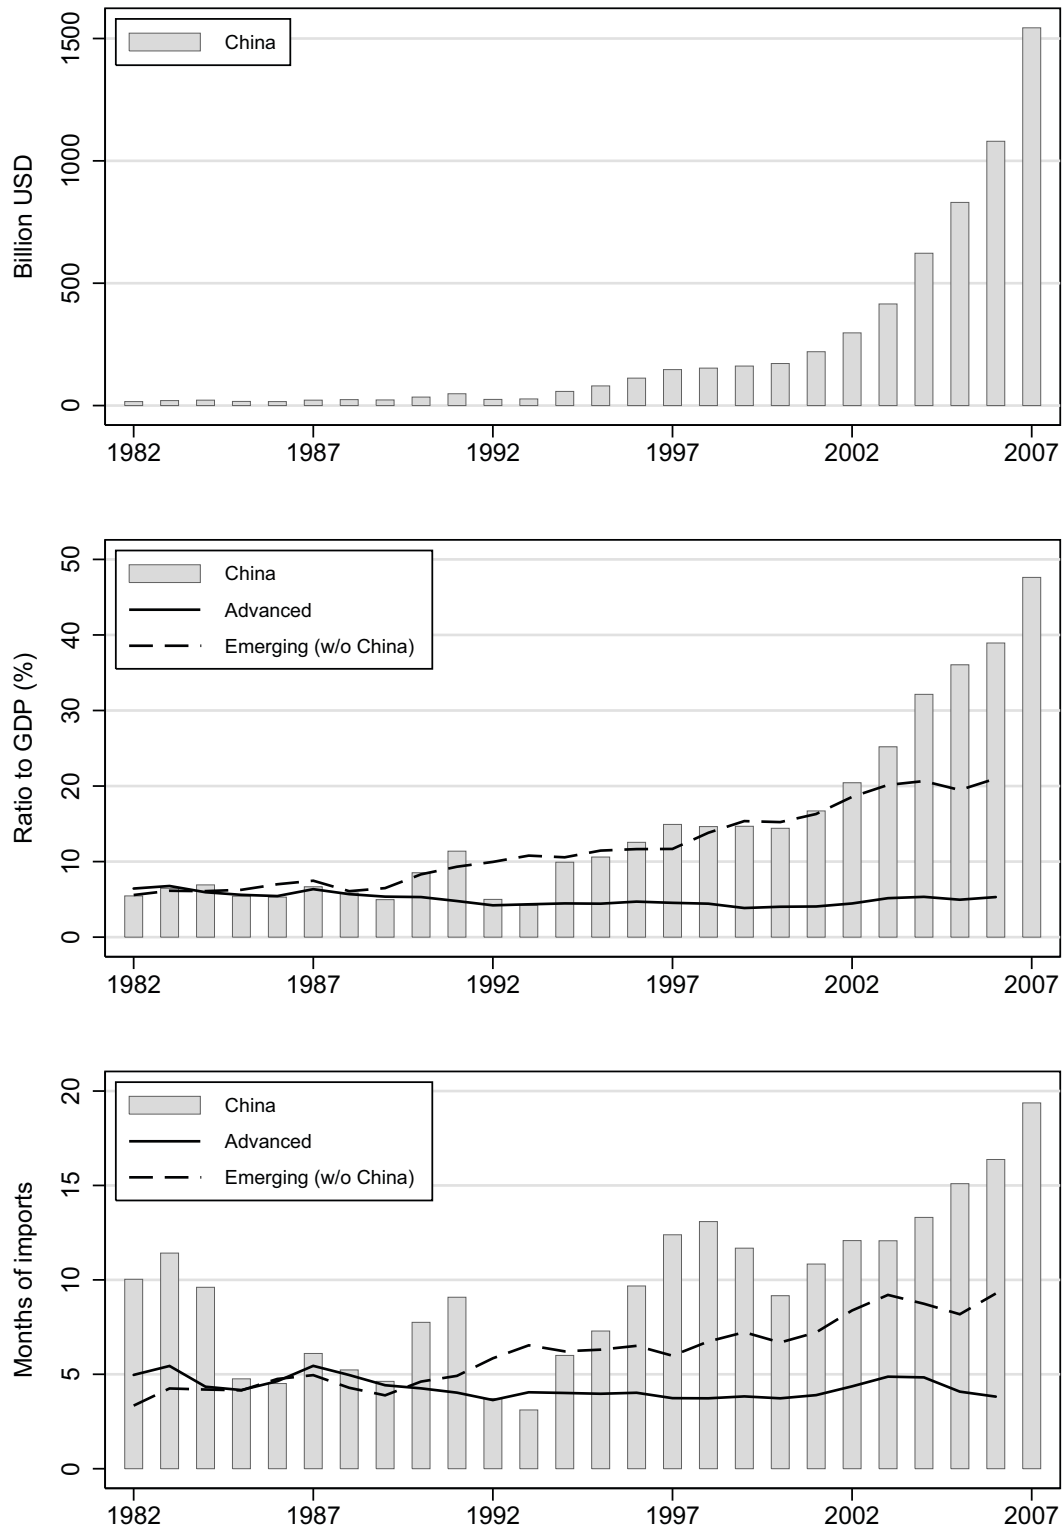 China
Billion USD
1500
1000
500
0
1982 1987 1992 1997 2002 2007
China
Advanced
Emerging (w/o China)
Ratio to GDP (%)
50
40
30
20
10
0
1982 1987 1992 1997 2002 2007
China
Advanced
Emerging (w/o China)
Months of imports
20
15
10
5
0
1982 1987 1992 1997 2002 2007